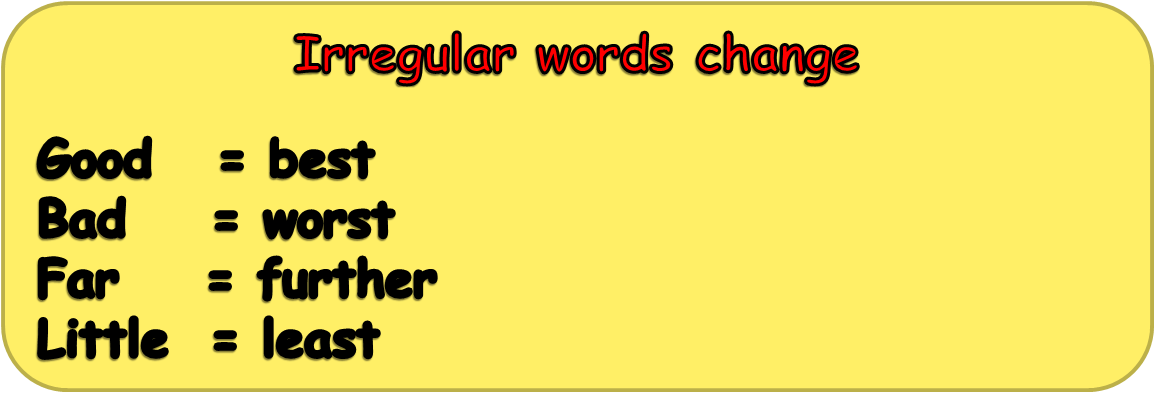 Irregular words change
Good = best
Bad = worst
Far = further
Little = least